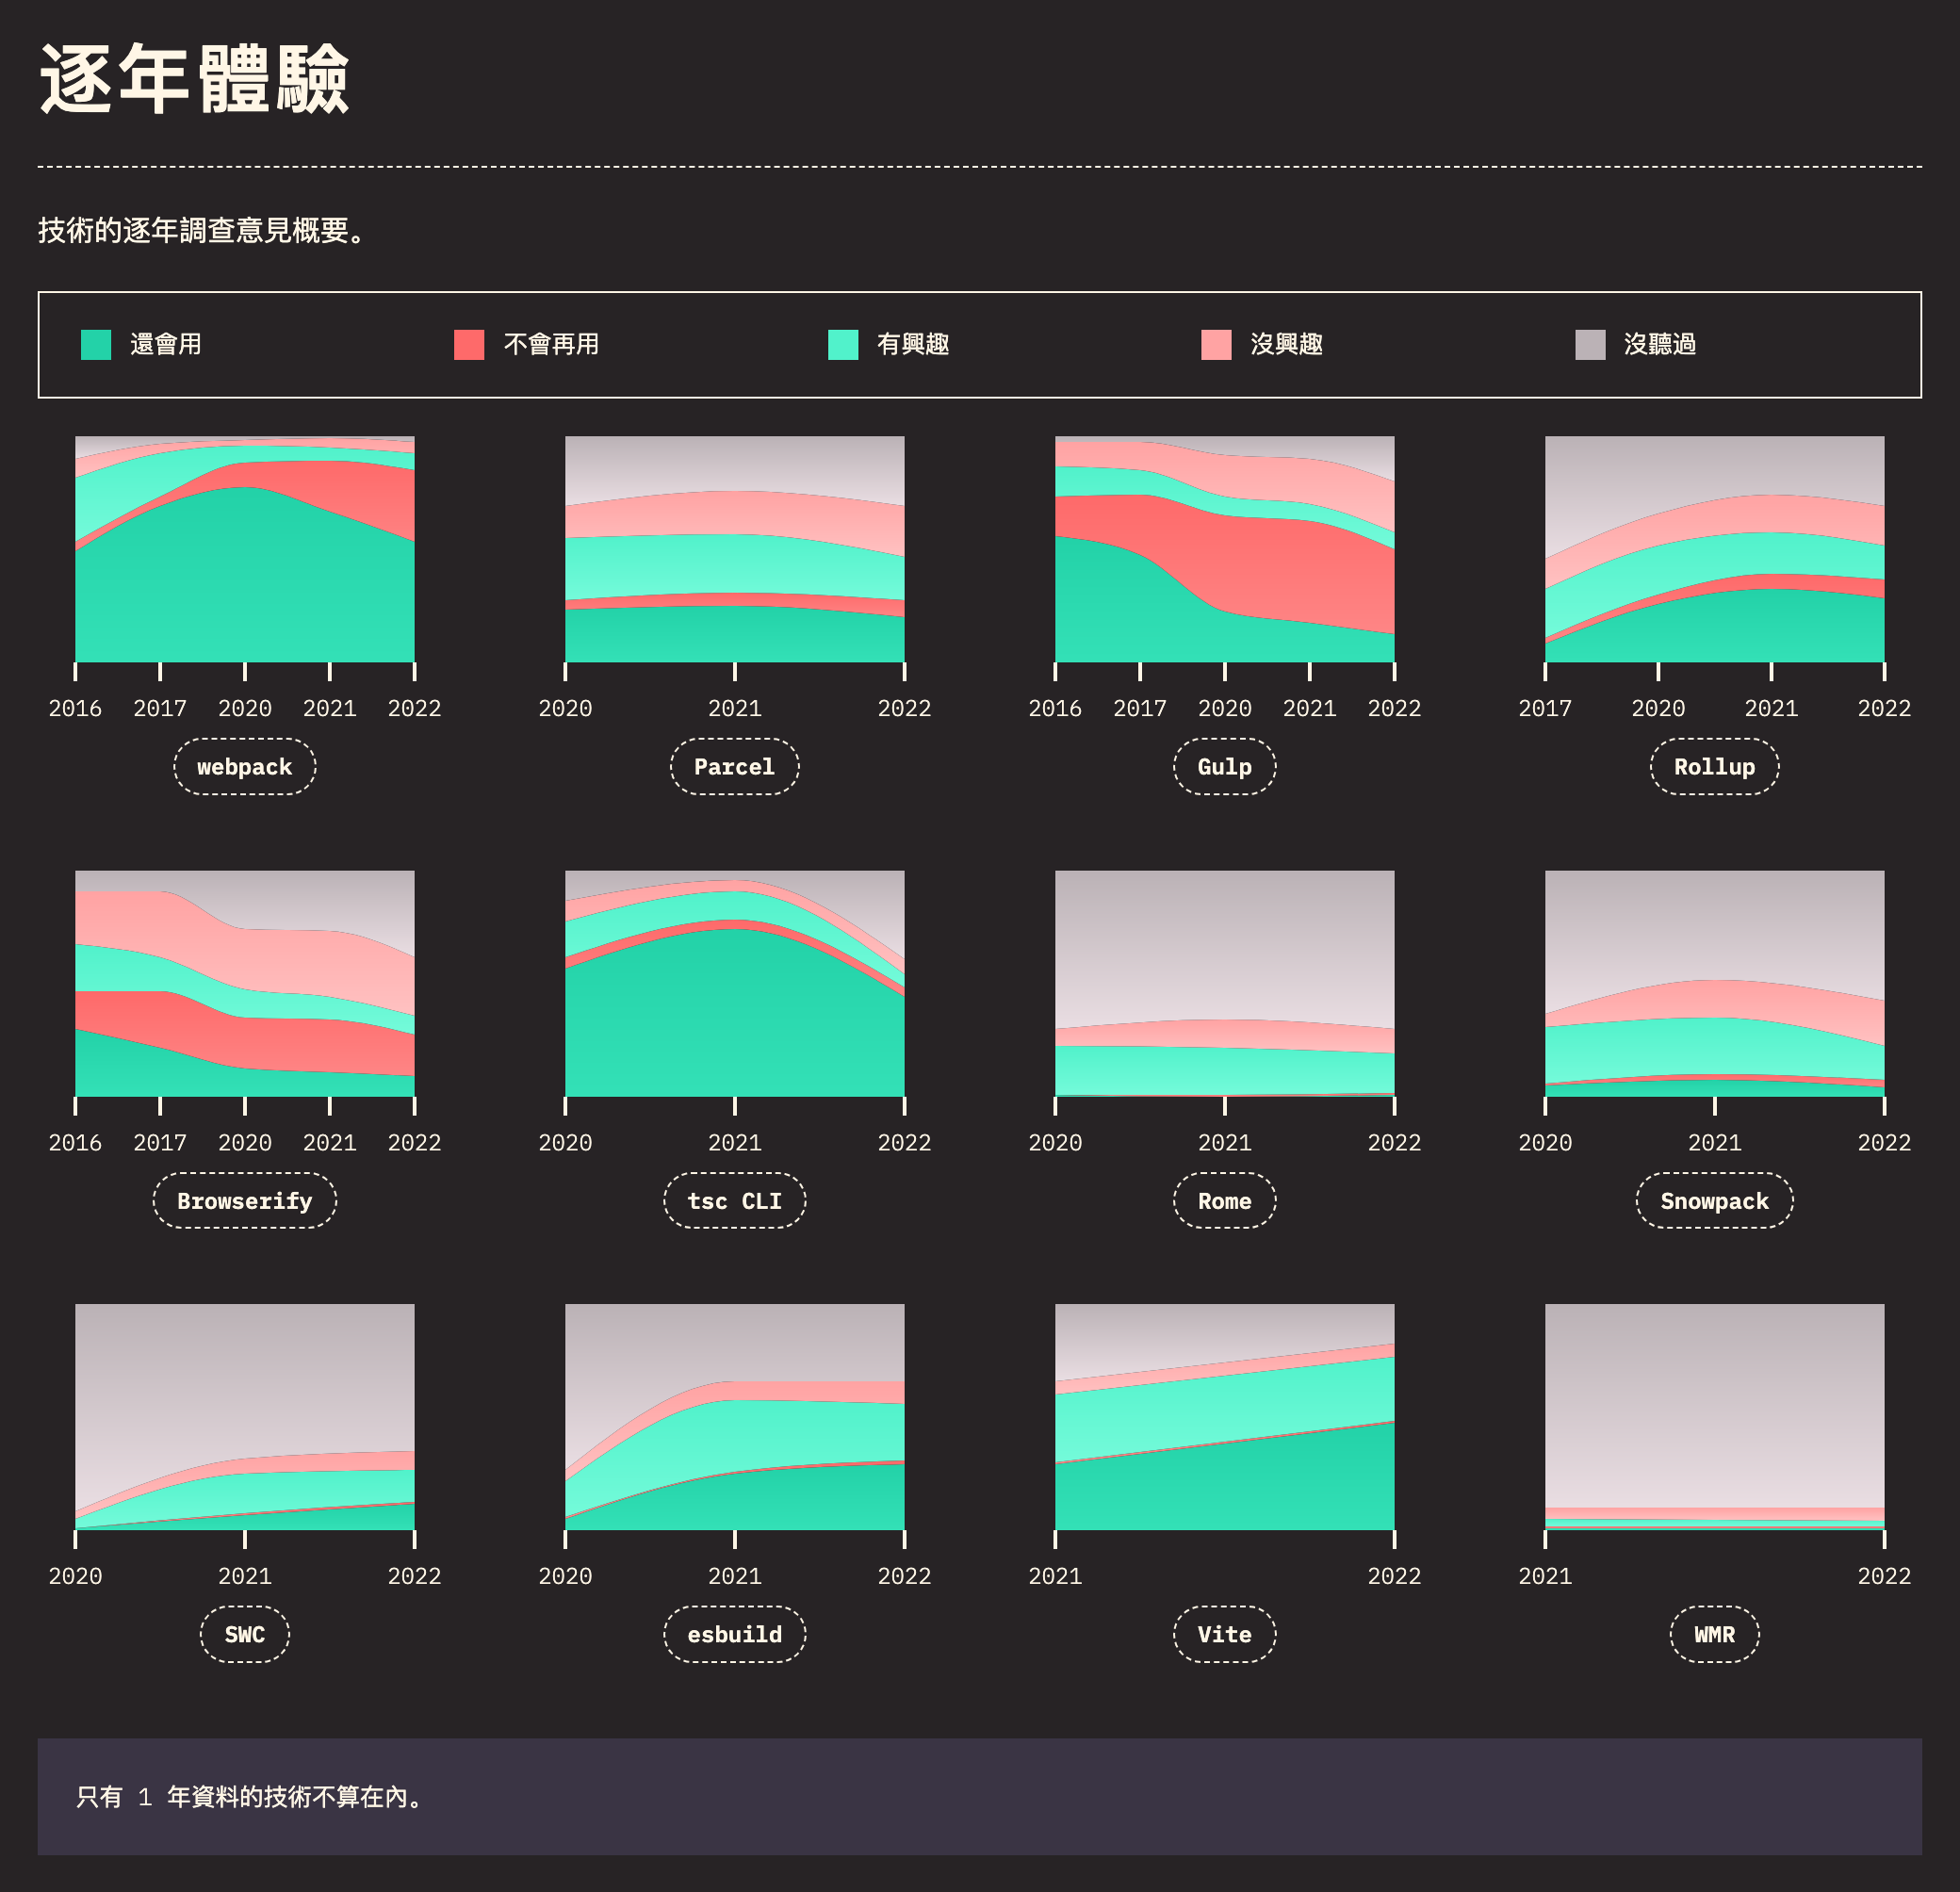 逐年體驗
技術的逐年調查意見概要。
還會用 不會再用 有興趣 沒興趣 沒聽過
2016 2017 2020 2021 2022
webpack
2020 2021 2022
Parcel
2016 2017 2020 2021 2022
Gulp
2017 2020 2021 2022
Rollup
2016 2017 2020 2021 2022
Browserify
2020 2021 2022
tsc CLI
2020 2021 2022
Rome
2020 2021 2022
Snowpack
2020 2021 2022
SWC
2020 2021 2022
esbuild
2021 2022
Vite
2021 2022
WMR
只有 1 年資料的技術不算在內。